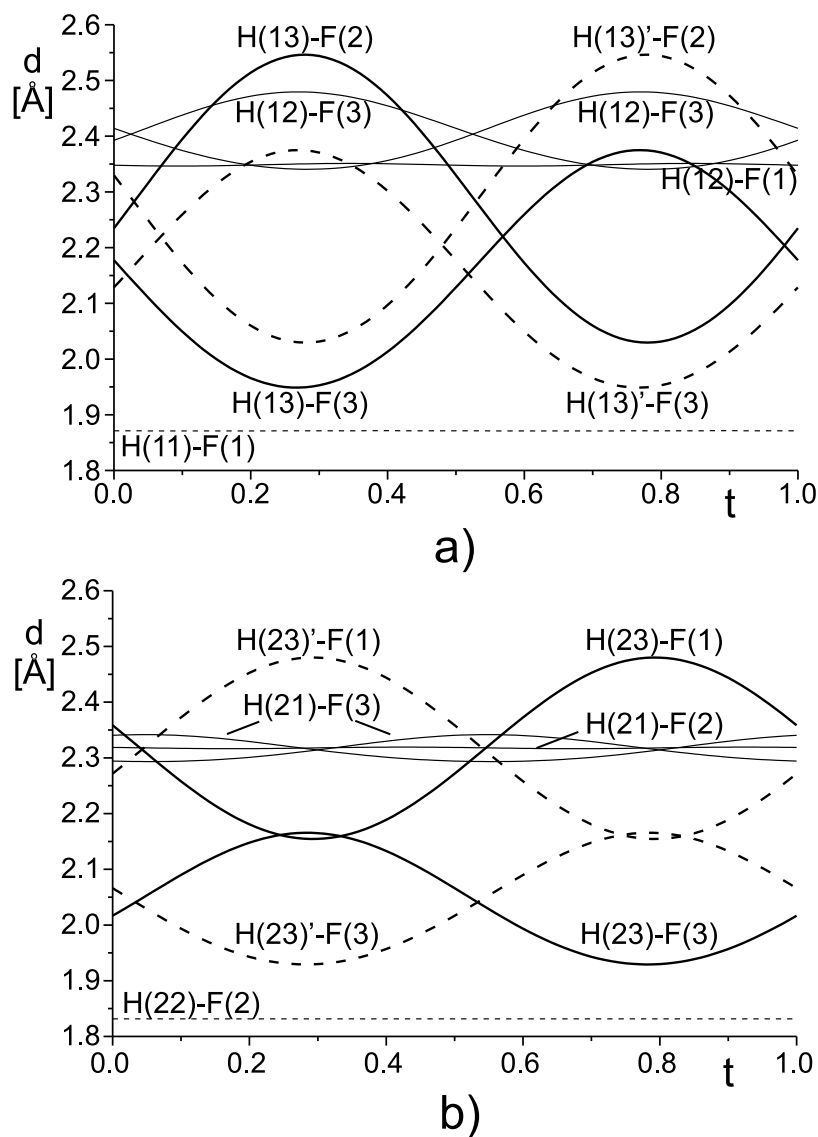 2.6
d
[Å]
H(13)-F(2)
H(13)'-F(2)
2.5
2.4
H(12)-F(3)
H(12)-F(3)
2.3
H(12)-F(1)
2.2
2.1
2.0
1.9
H(13)-F(3)
H(13)'-F(3)
H(11)-F(1)
1.8
0.0 0.2 0.4 0.6 0.8 1.0
t
a)
2.6
d
[Å]
H(23)'-F(1)
H(23)-F(1)
2.5
2.4
H(21)-F(3)
H(21)-F(2)
2.3
2.2
2.1
2.0
H(23)'-F(3)
H(23)-F(3)
1.9
H(22)-F(2)
1.8
0.0 0.2 0.4 0.6 0.8 1.0
t
b)